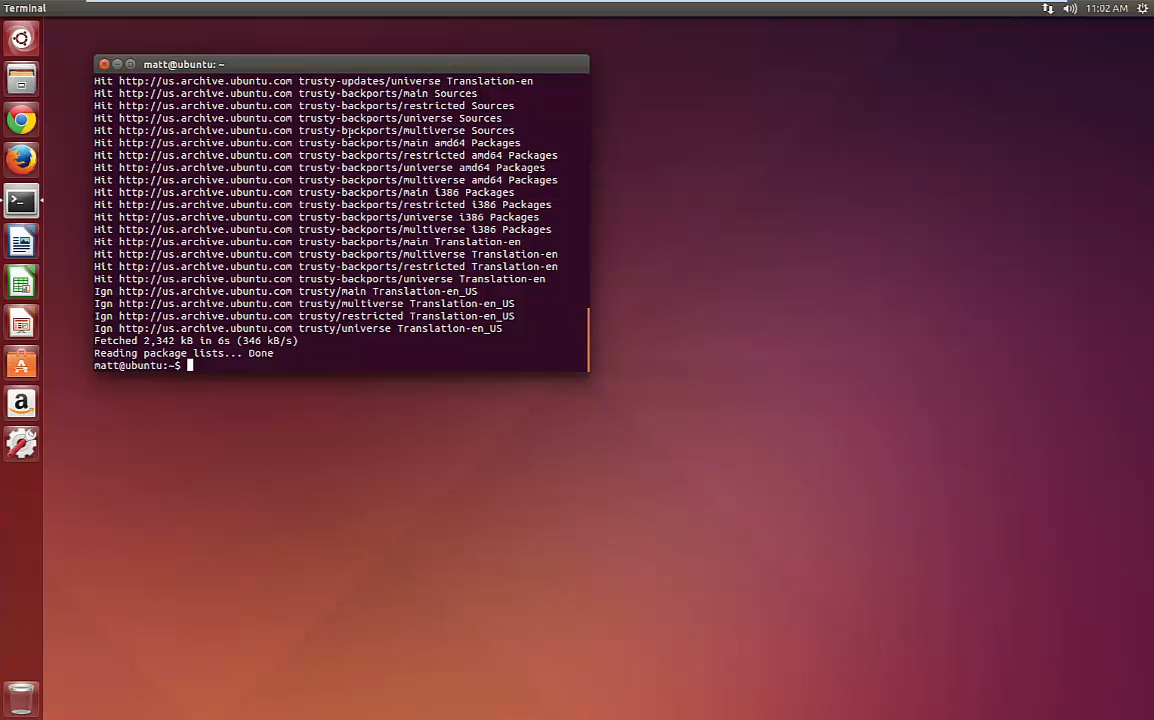 Terminal
11:02 AM
matt@ubuntu: ~
Hit http://us.archive.ubuntu.com trusty-updates/universe Translation-en
Hit http://us.archive.ubuntu.com trusty-backports/main Sources
Hit http://us.archive.ubuntu.com trusty-backports/restricted Sources
Hit http://us.archive.ubuntu.com trusty-backports/universe Sources
Hit http://us.archive.ubuntu.com trusty-backports/multiverse Sources
Hit http://us.archive.ubuntu.com trusty-backports/main amd64 Packages
Hit http://us.archive.ubuntu.com trusty-backports/restricted amd64 Packages
Hit http://us.archive.ubuntu.com trusty-backports/universe amd64 Packages
Hit http://us.archive.ubuntu.com trusty-backports/multiverse amd64 Packages
Hit http://us.archive.ubuntu.com trusty-backports/main i386 Packages
Hit http://us.archive.ubuntu.com trusty-backports/restricted i386 Packages
Hit http://us.archive.ubuntu.com trusty-backports/universe i386 Packages
Hit http://us.archive.ubuntu.com trusty-backports/multiverse i386 Packages
Hit http://us.archive.ubuntu.com trusty-backports/main Translation-en
Hit http://us.archive.ubuntu.com trusty-backports/multiverse Translation-en
Hit http://us.archive.ubuntu.com trusty-backports/restricted Translation-en
Hit http://us.archive.ubuntu.com trusty-backports/universe Translation-en
Ign http://us.archive.ubuntu.com trusty/main Translation-en_US
Ign http://us.archive.ubuntu.com trusty/multiverse Translation-en_US
Ign http://us.archive.ubuntu.com trusty/restricted Translation-en_US
Ign http://us.archive.ubuntu.com trusty/universe Translation-en_US
Fetched 2,342 kB in 6s (346 kB/s)
Reading package lists... Done
matt@ubuntu:~$